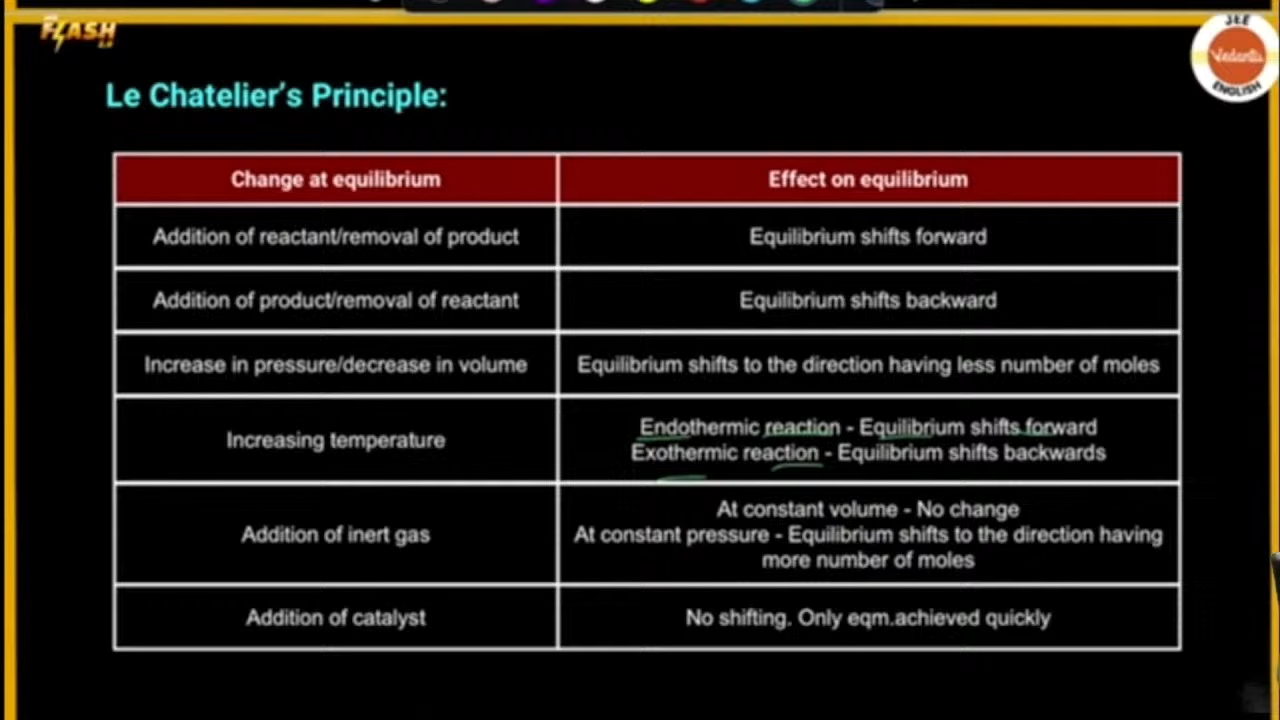 FLASH
JEE
Vedantu
ENGLISH
Le Chatelier's Principle:
Change at equilibrium
Effect on equilibrium
Addition of reactant/removal of product
Equilibrium shifts forward
Addition of product/removal of reactant
Equilibrium shifts backward
Increase in pressure/decrease in volume
Equilibrium shifts to the direction having less number of moles
Increasing temperature
Endothermic reaction - Equilibrium shifts forward
Exothermic reaction - Equilibrium shifts backwards
Addition of inert gas
At constant volume - No change
At constant pressure - Equilibrium shifts to the direction having
more number of moles
Addition of catalyst
No shifting. Only eqm.achieved quickly